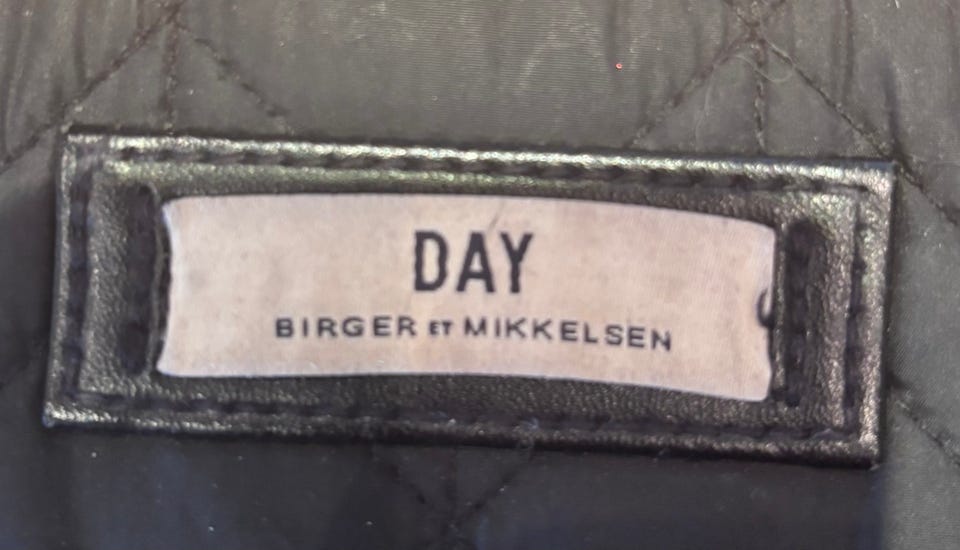 DAY
BIRGER ET MIKKELSEN